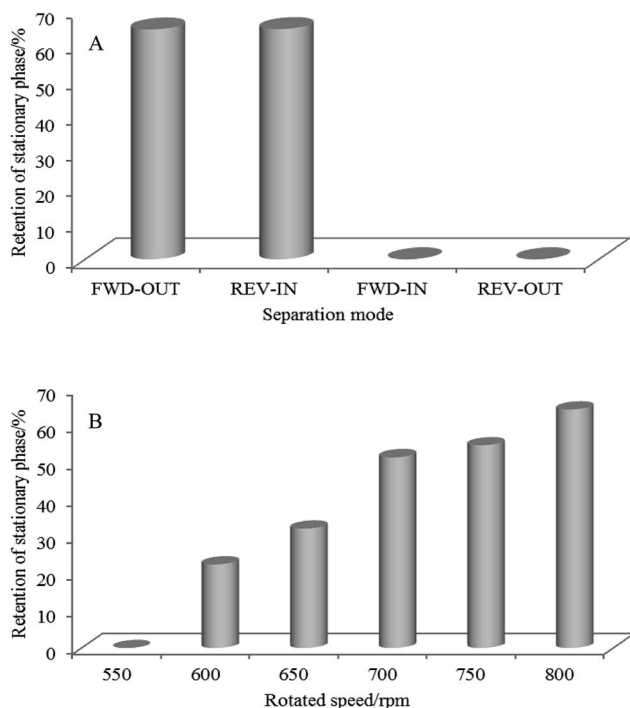 A
Retention of stationary phase/%
70
60
50
40
30
20
10
0
FWD-OUT REV-IN FWD-IN REV-OUT
Separation mode
B
Retention of stationary phase/%
70
60
50
40
30
20
10
0
550 600 650 700 750 800
Rotated speed/rpm